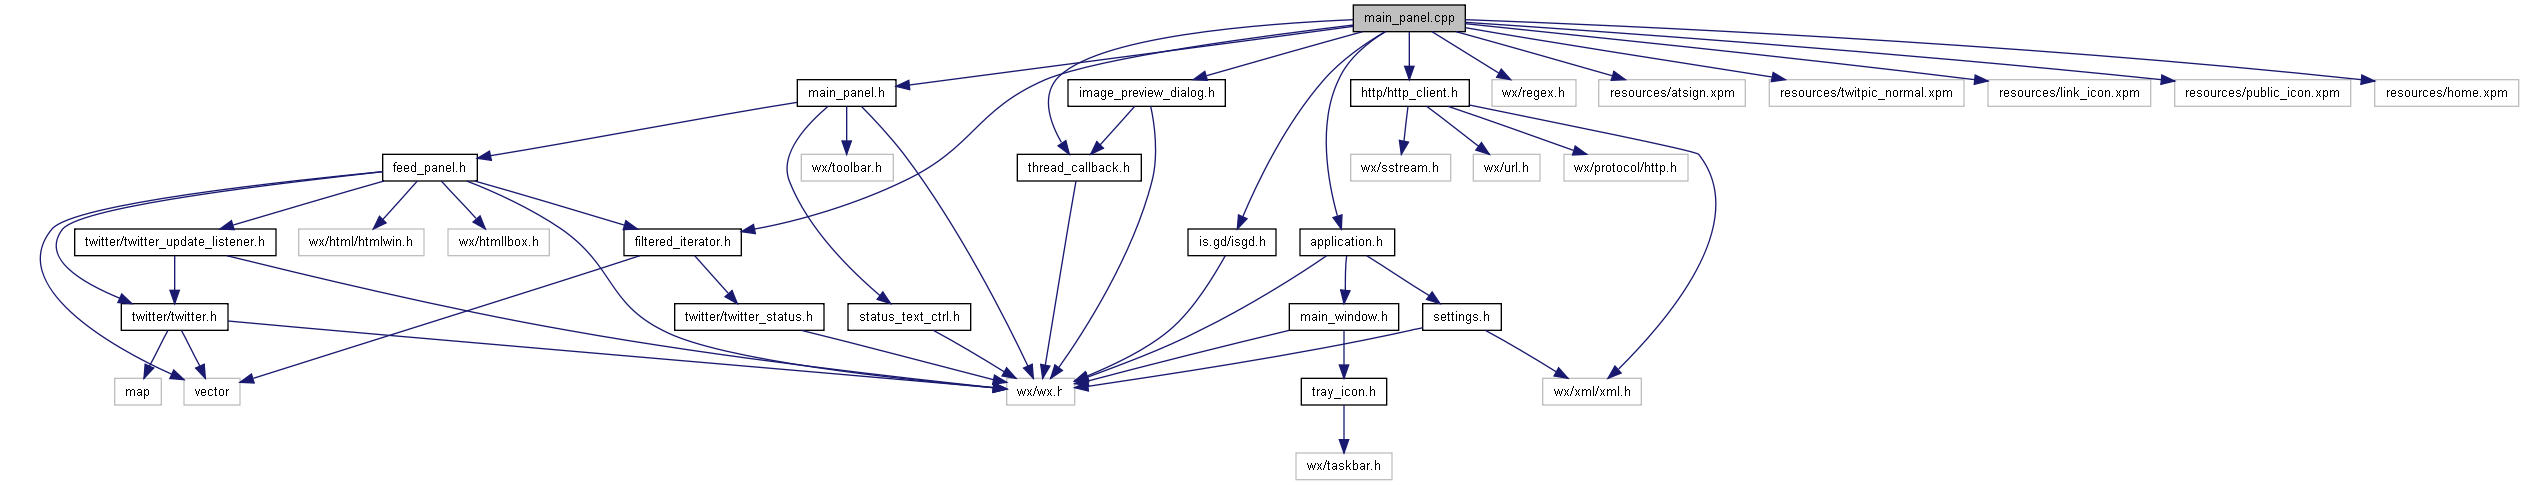 main_panel.cpp
main_panel.h
image_preview_dialog.h
http/http_client.h
wx/regex.h
resources/atsign.xpm
resources/twitpic_normal.xpm
resources/link_icon.xpm
resources/public_icon.xpm
resources/home.xpm
feed_panel.h
wx/toolbar.h
thread_callback.h
wx/sstream.h
wx/url.h
wx/protocol/http.h
twitter/twitter_update_listener.h
wx/html/htmlwin.h
wx/htmllbox.h
filtered_iterator.h
is.gd/isgd.h
application.h
twitter/twitter.h
twitter/twitter_status.h
status_text_ctrl.h
main_window.h
settings.h
map
vector
wx/wx.h
tray_icon.h
wx/xml/xml.h
wx/taskbar.h